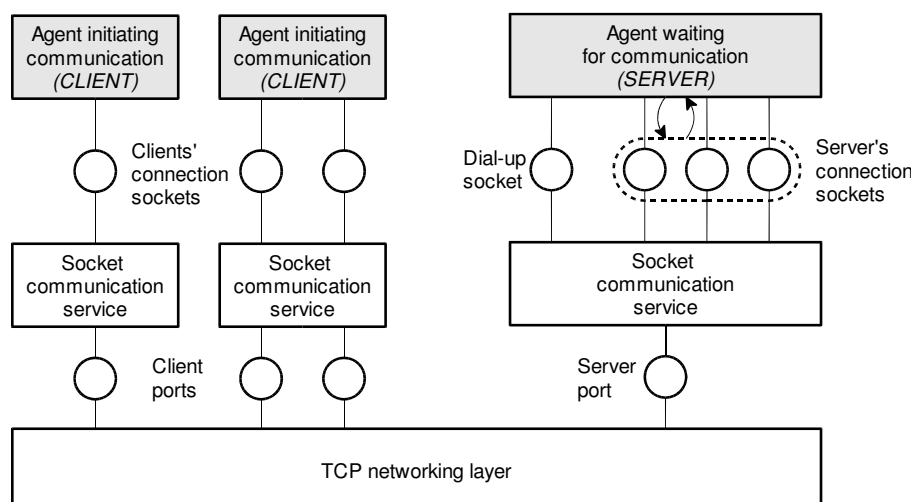 Agent initiating
communication
(CLIENT)
Agent initiating
communication
(CLIENT)
Agent waiting
for communication
(SERVER)
Clients'
connection
sockets
Dial-up
socket
Server's
connection
sockets
Socket
communication
service
Socket
communication
service
Socket
communication
service
Client
ports
Server
port
TCP networking layer